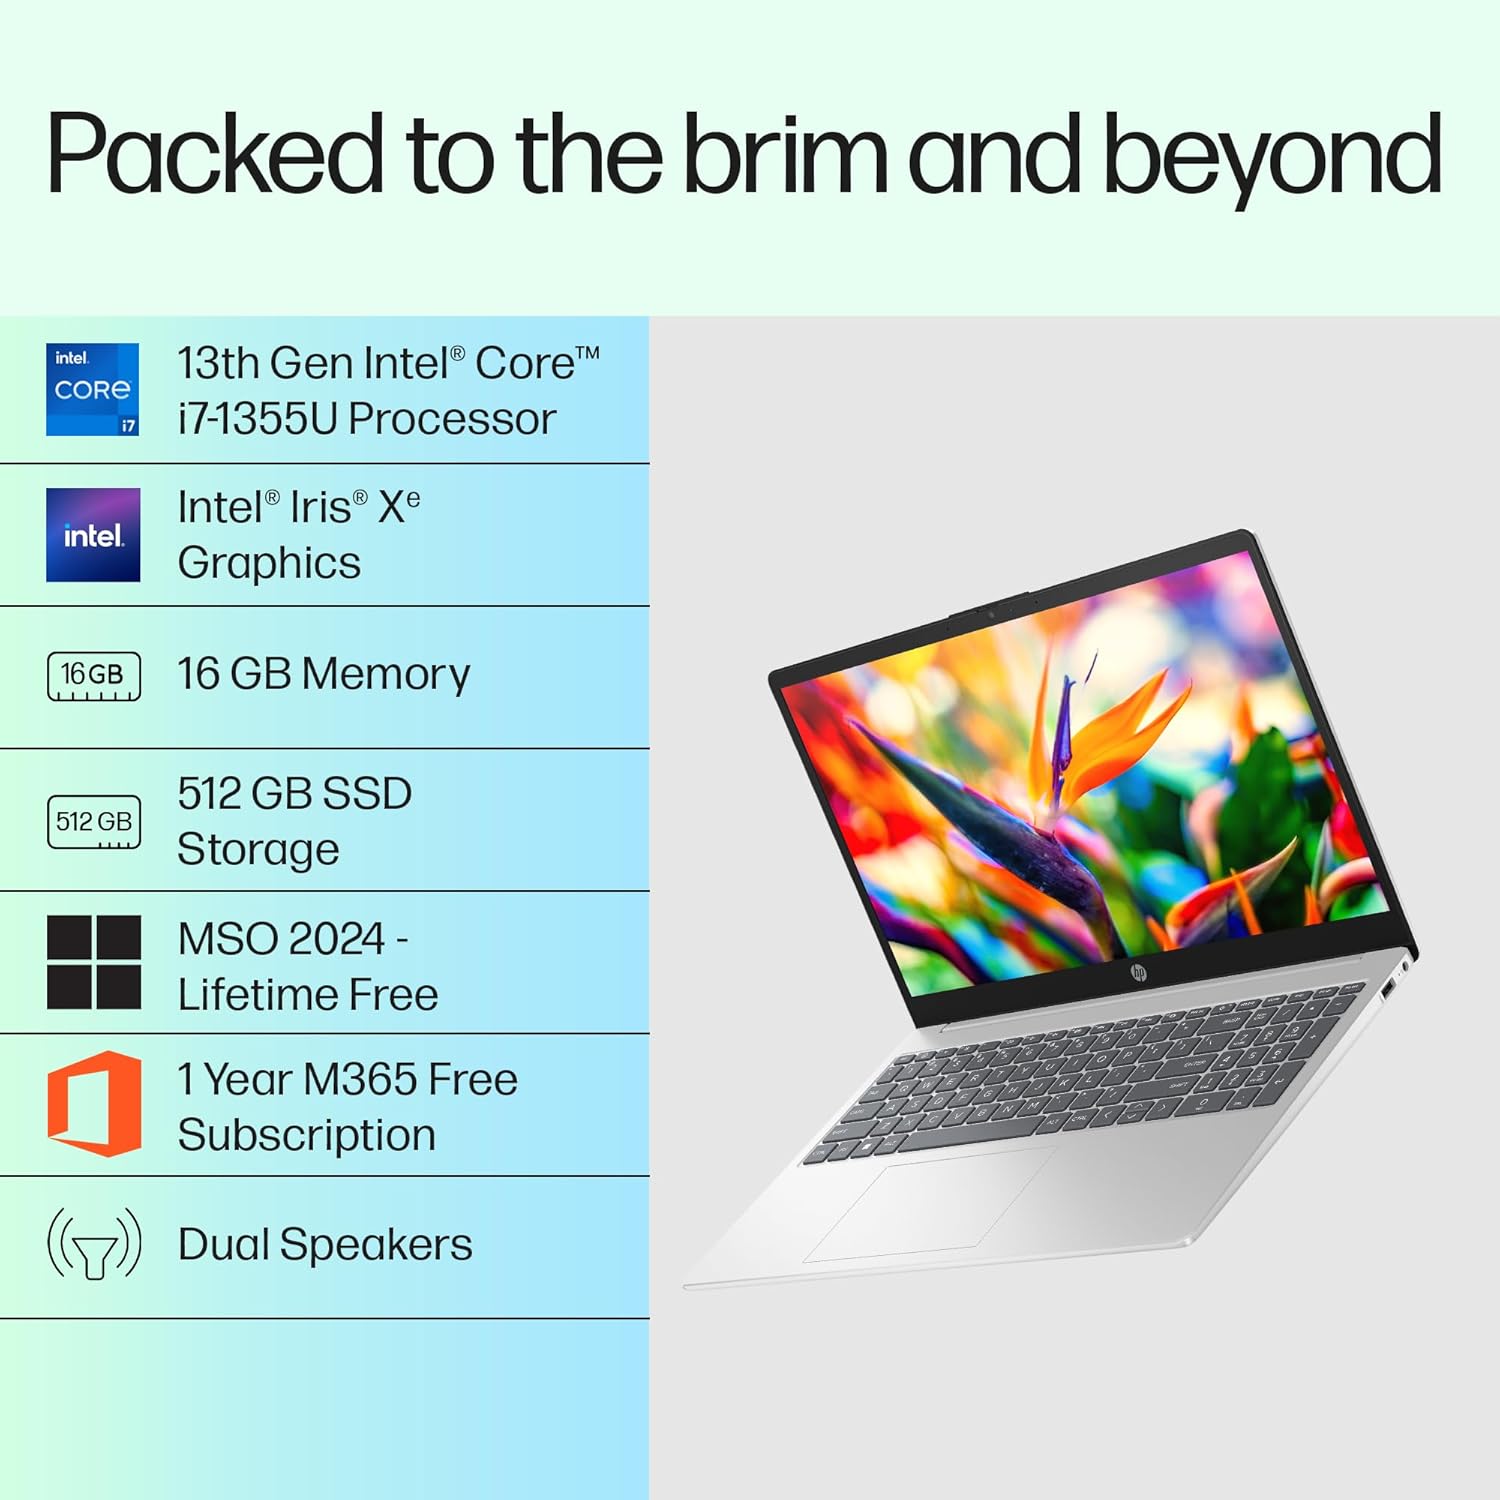 Packed to the brim and beyond
intel.
CORE
i7
13th Gen Intel® Core™
i7-1355U Processor
intel.
Intel® Iris® Xᵉ
Graphics
16GB
16 GB Memory
512 GB
512 GB SSD
Storage
MSO 2024 -
Lifetime Free
1 Year M365 Free
Subscription
Dual Speakers
hp